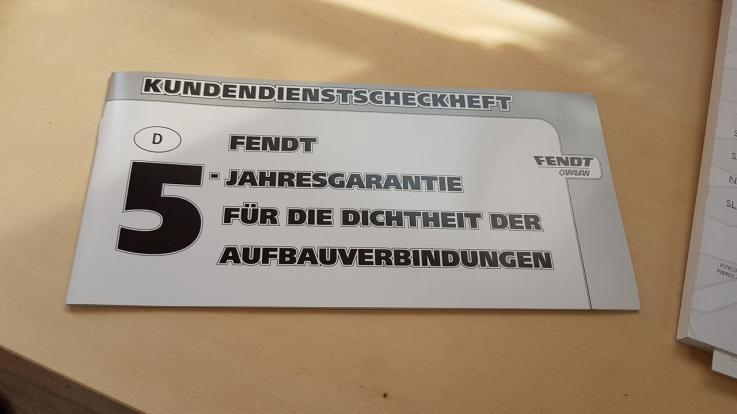 KUNDENDIENSTSCHECKHEFT
D
FENDT
5-JAHRESGARANTIE
FÜR DIE DICHTHEIT DER
AUFBAUVERBINDUNGEN
FENDT
CARAVAN